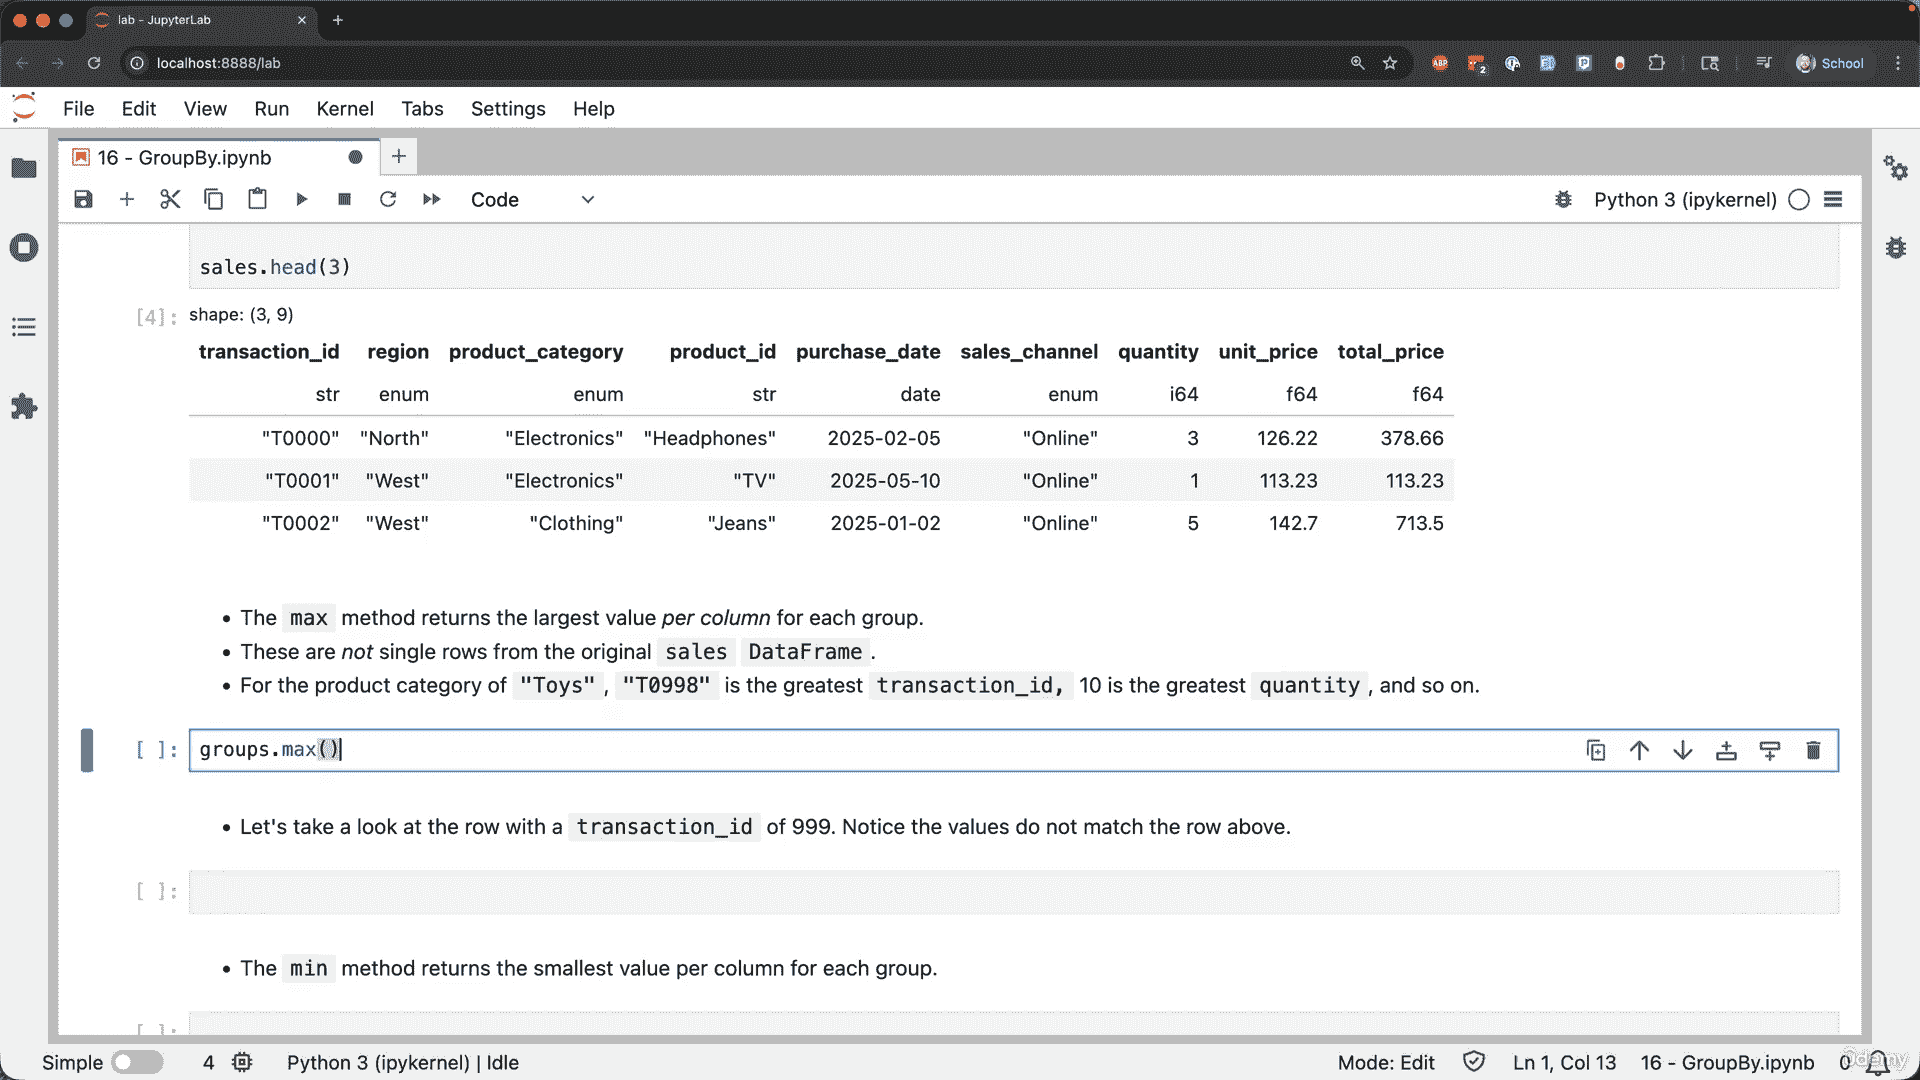 lab - JupyterLab
localhost:8888/lab
ABP
2
School
File Edit View Run Kernel Tabs Settings Help
16 - GroupBy.ipynb
Code
Python 3 (ipykernel)
sales.head(3)
[4]: shape: (3, 9)
transaction_id region product_category product_id purchase_date sales_channel quantity unit_price total_price
str enum enum str date enum i64 f64 f64
"T0000" "North" "Electronics" "Headphones" 2025-02-05 "Online" 3 126.22 378.66
"T0001" "West" "Electronics" "TV" 2025-05-10 "Online" 1 113.23 113.23
"T0002" "West" "Clothing" "Jeans" 2025-01-02 "Online" 5 142.7 713.5
• The max method returns the largest value per column for each group.
• These are not single rows from the original sales DataFrame.
• For the product category of "Toys", "T0998" is the greatest transaction_id, 10 is the greatest quantity, and so on.
[ ]: groups.max()
• Let's take a look at the row with a transaction_id of 999. Notice the values do not match the row above.
[ ]:
• The min method returns the smallest value per column for each group.
[ ]:
Simple 4 Python 3 (ipykernel) | Idle Mode: Edit Ln 1, Col 13 16 - GroupBy.ipynb 0
udemy